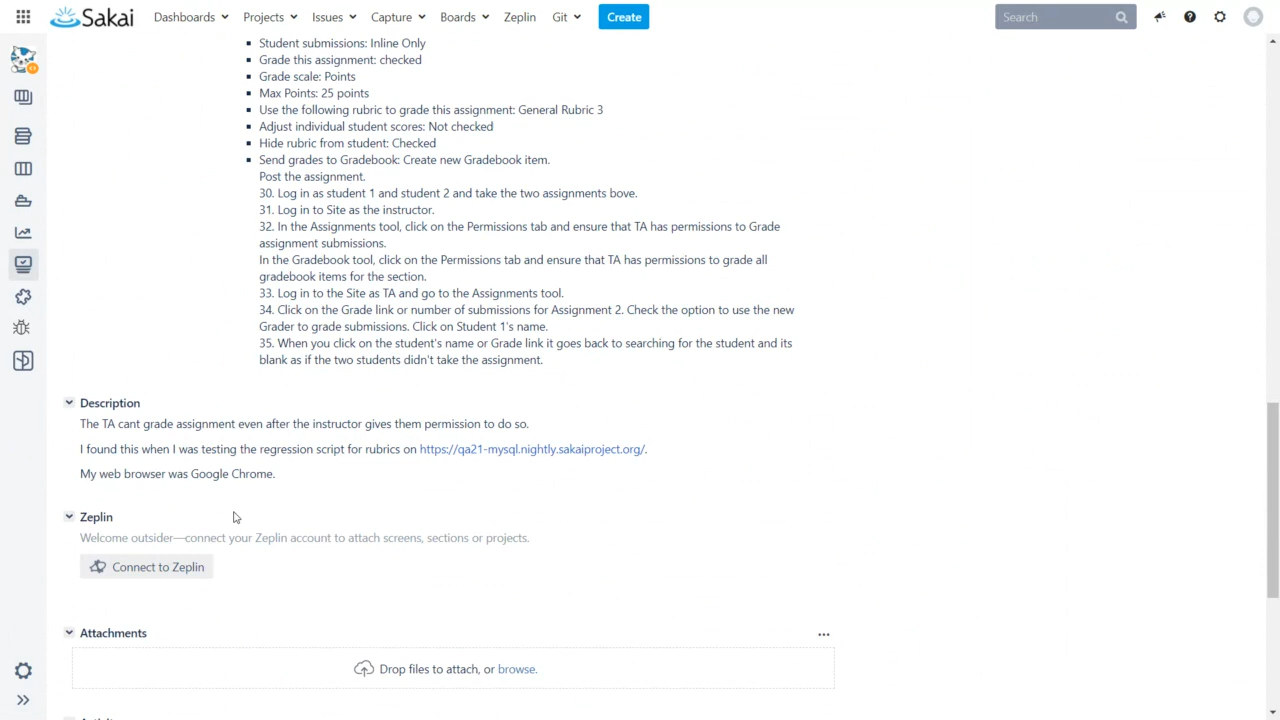 Sakai
Dashboards Projects Issues Capture Boards Zeplin Git Create Search
Student submissions: Inline Only
Grade this assignment: checked
Grade scale: Points
Max Points: 25 points
Use the following rubric to grade this assignment: General Rubric 3
Adjust individual student scores: Not checked
Hide rubric from student: Checked
Send grades to Gradebook: Create new Gradebook item.
Post the assignment.
30. Log in as student 1 and student 2 and take the two assignments bove.
31. Log in to Site as the instructor.
32. In the Assignments tool, click on the Permissions tab and ensure that TA has permissions to Grade
assignment submissions.
In the Gradebook tool, click on the Permissions tab and ensure that TA has permissions to grade all
gradebook items for the section.
33. Log in to the Site as TA and go to the Assignments tool.
34. Click on the Grade link or number of submissions for Assignment 2. Check the option to use the new
Grader to grade submissions. Click on Student 1's name.
35. When you click on the student's name or Grade link it goes back to searching for the student and its
blank as if the two students didn't take the assignment.
Description
The TA cant grade assignment even after the instructor gives them permission to do so.
I found this when I was testing the regression script for rubrics on https://qa21-mysql.nightly.sakaiproject.org/.
My web browser was Google Chrome.
Zeplin
Welcome outsider—connect your Zeplin account to attach screens, sections or projects.
Connect to Zeplin
Attachments
Drop files to attach, or browse.